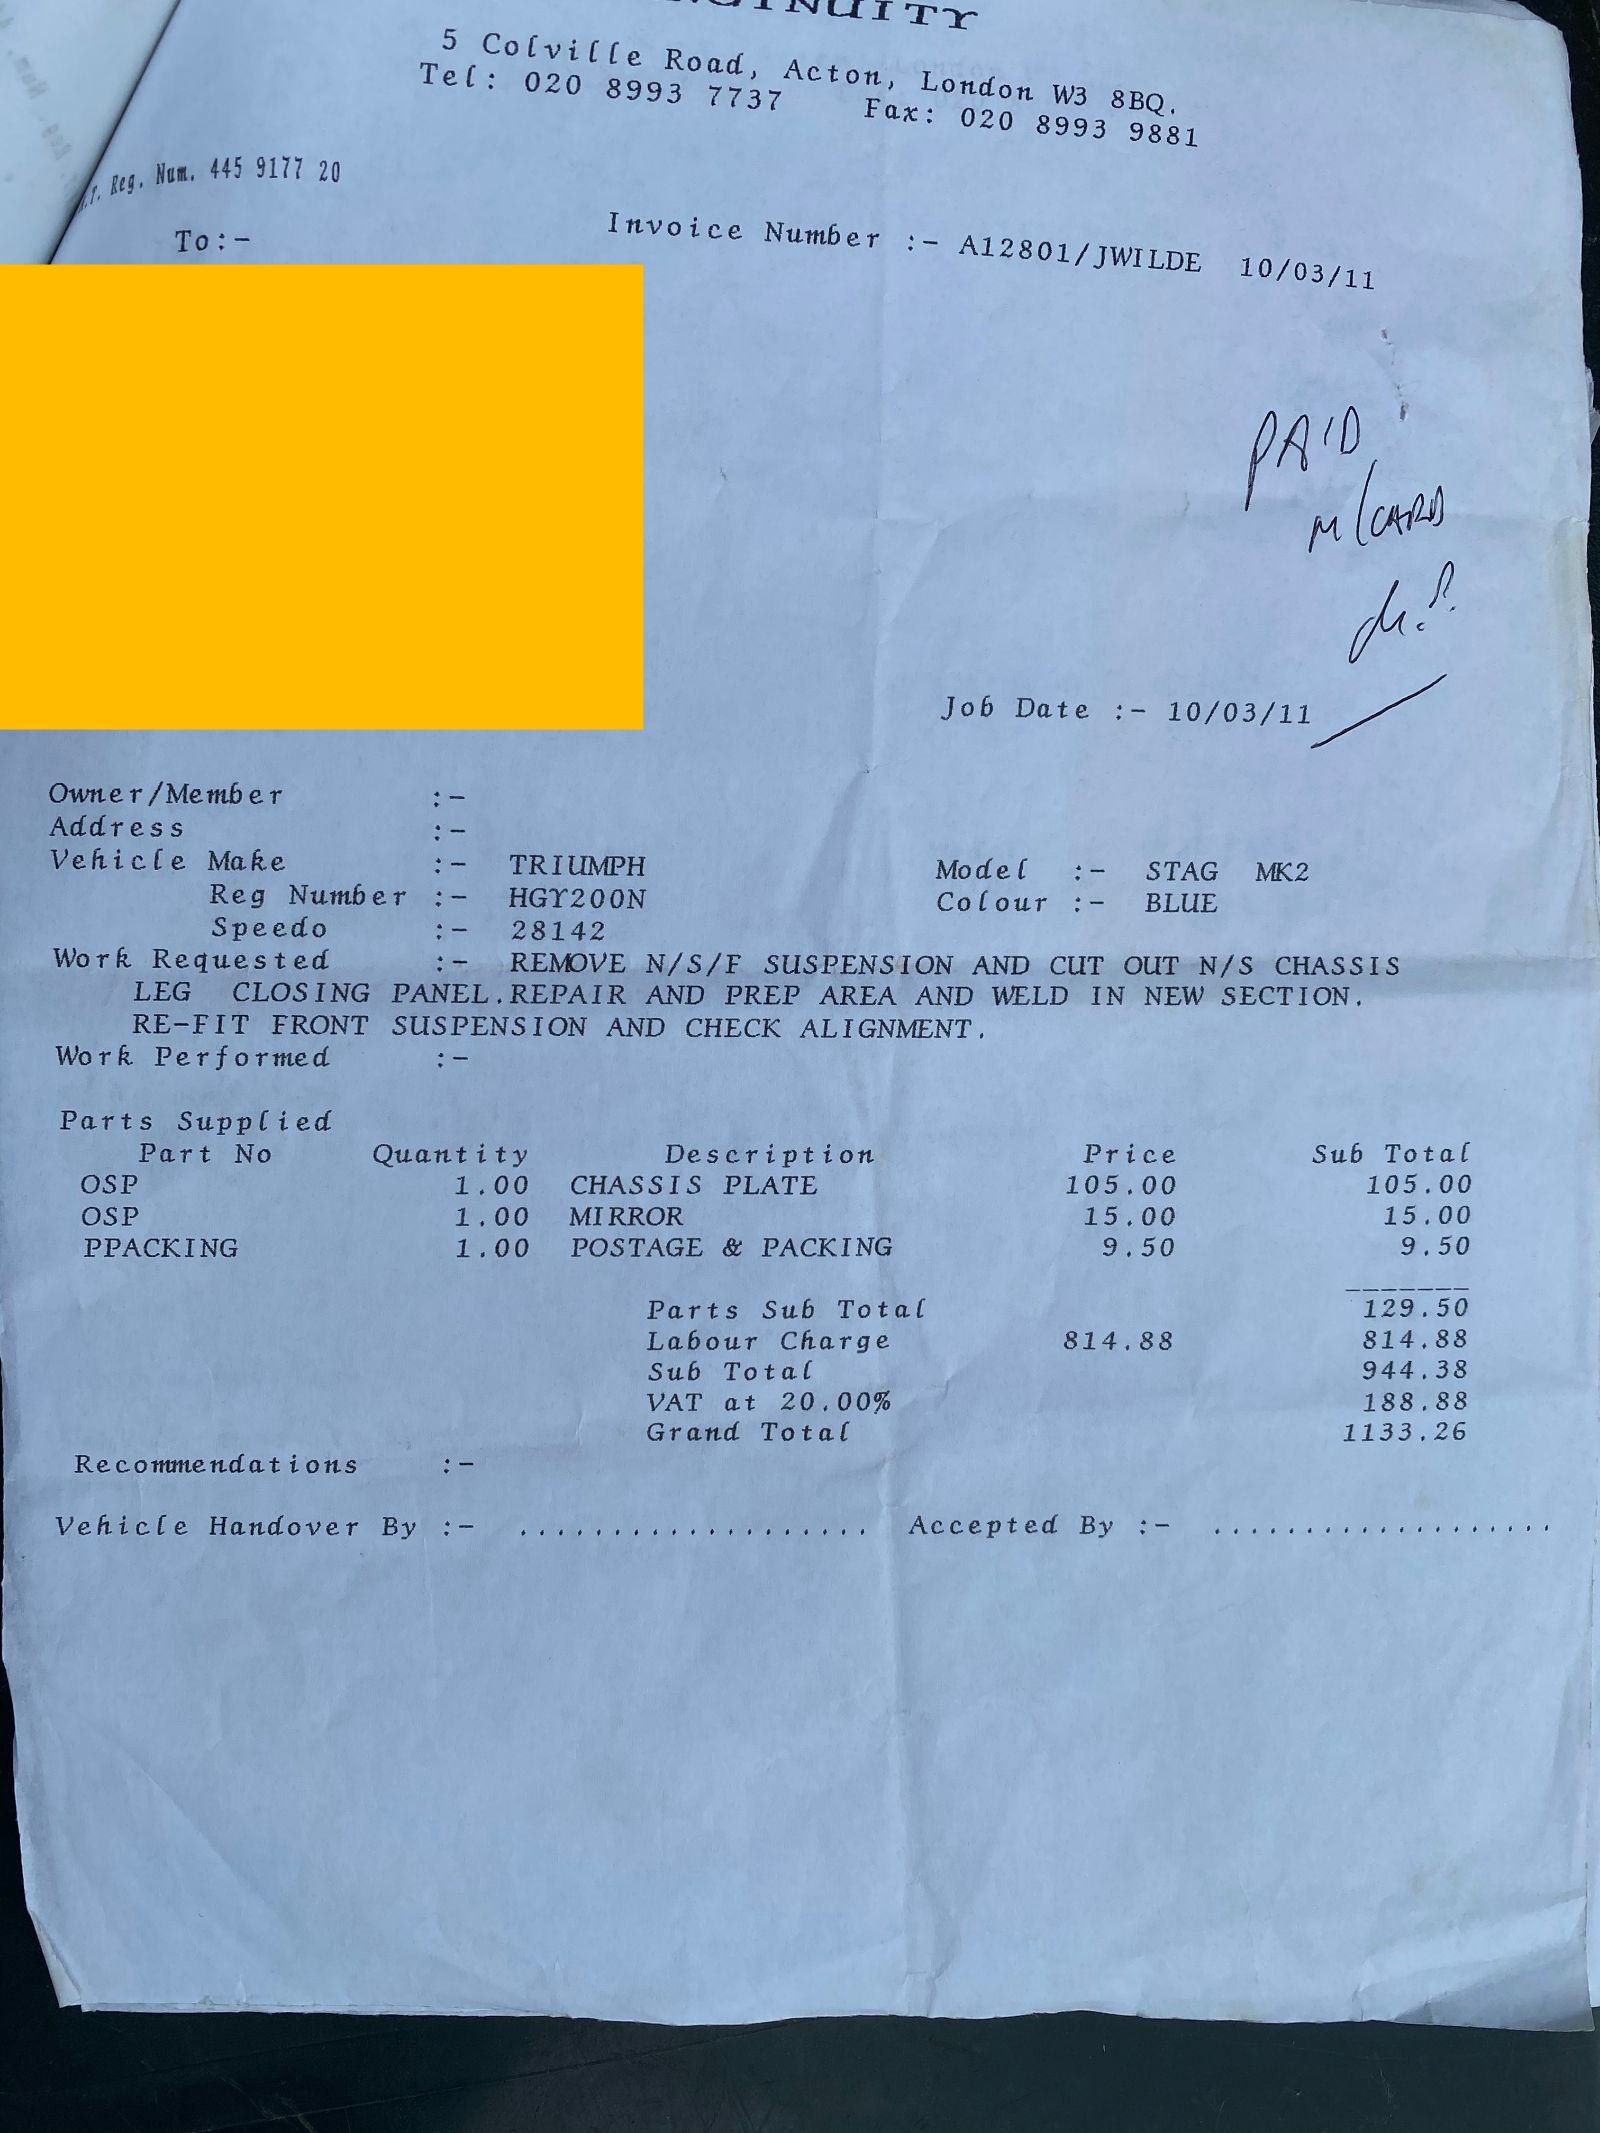 5 Colville Road, Acton, London W3 8BQ.
Tel: 020 8993 7737 Fax: 020 8993 9881
Reg. Num. 445 9177 20
To:-
Invoice Number :- A12801/JWILDE 10/03/11
PAID
M/CARD
Job Date :- 10/03/11
Owner/Member :-
Address :-
Vehicle Make :- TRIUMPH Model :- STAG MK2
Reg Number :- HGY200N Colour :- BLUE
Speedo :- 28142
Work Requested :- REMOVE N/S/F SUSPENSION AND CUT OUT N/S CHASSIS
LEG CLOSING PANEL.REPAIR AND PREP AREA AND WELD IN NEW SECTION.
RE-FIT FRONT SUSPENSION AND CHECK ALIGNMENT.
Work Performed :-
Parts Supplied
Part No Quantity Description Price Sub Total
OSP 1.00 CHASSIS PLATE 105.00 105.00
OSP 1.00 MIRROR 15.00 15.00
PPACKING 1.00 POSTAGE & PACKING 9.50 9.50
Parts Sub Total 129.50
Labour Charge 814.88 814.88
Sub Total 944.38
VAT at 20.00% 188.88
Grand Total 1133.26
Recommendations :-
Vehicle Handover By :- ................... Accepted By :- ...................